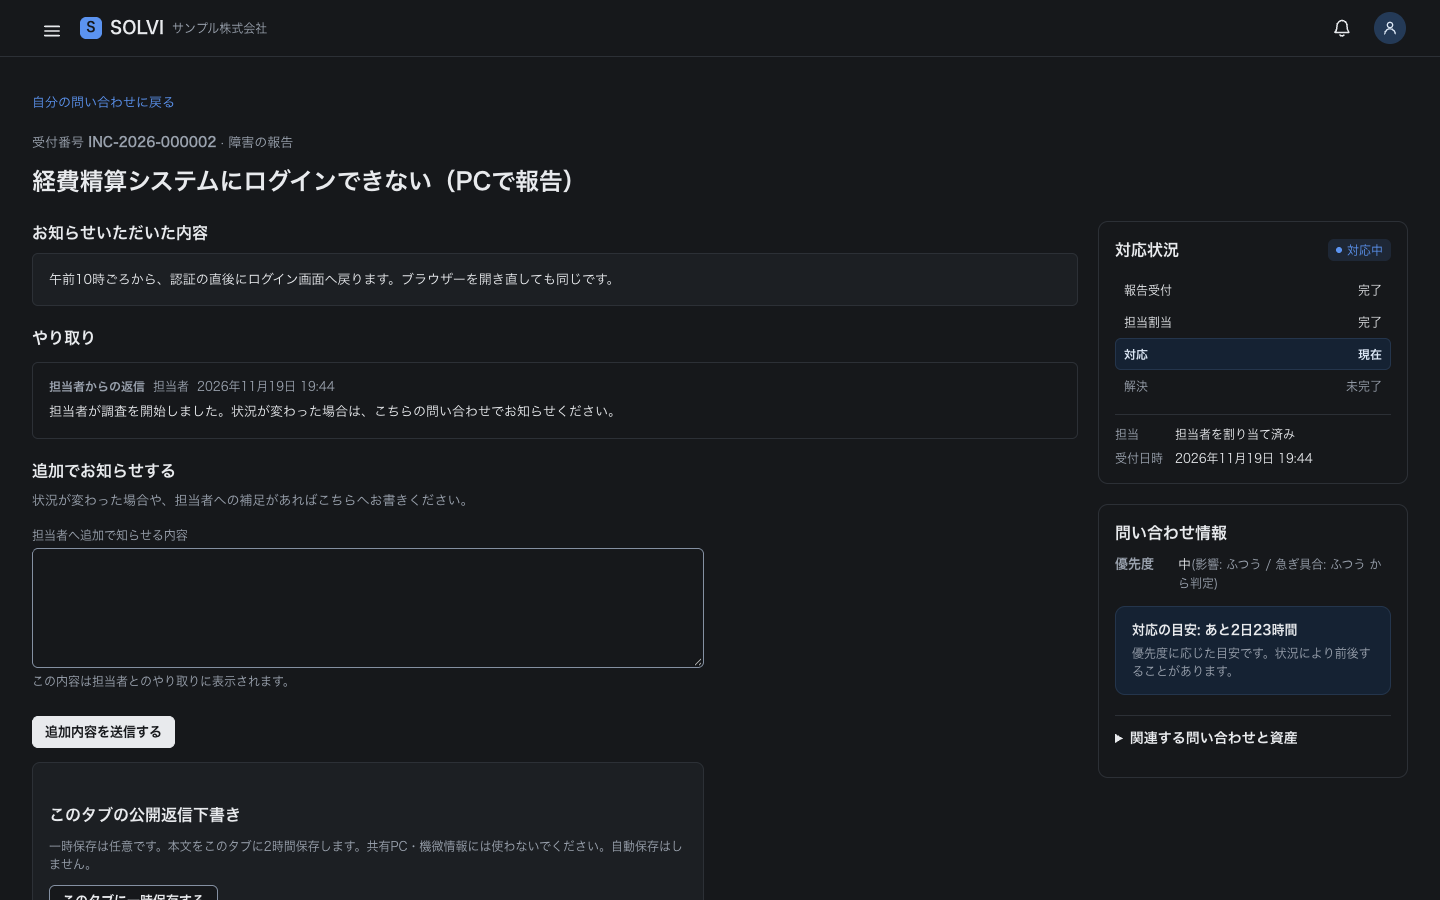 S SOLVI サンプル株式会社
自分の問い合わせに戻る
受付番号 INC-2026-000002 · 障害の報告
経費精算システムにログインできない（PCで報告）
お知らせいただいた内容
午前10時ごろから、認証の直後にログイン画面へ戻ります。ブラウザーを開き直しても同じです。
やり取り
担当者からの返信 担当者 2026年11月19日 19:44
担当者が調査を開始しました。状況が変わった場合は、こちらの問い合わせでお知らせください。
追加でお知らせする
状況が変わった場合や、担当者への補足があればこちらへお書きください。
担当者へ追加で知らせる内容
この内容は担当者とのやり取りに表示されます。
追加内容を送信する
このタブの公開返信下書き
一時保存は任意です。本文をこのタブに2時間保存します。共有PC・機微情報には使わないでください。自動保存はし
ません。
このタブに一時保存する
対応状況 対応中
報告受付 完了
担当割当 完了
対応 現在
解決 未完了
担当 担当者を割り当て済み
受付日時 2026年11月19日 19:44
問い合わせ情報
優先度 中(影響: ふつう / 急ぎ具合: ふつう か
ら判定)
対応の目安: あと2日23時間
優先度に応じた目安です。状況により前後す
ることがあります。
関連する問い合わせと資産